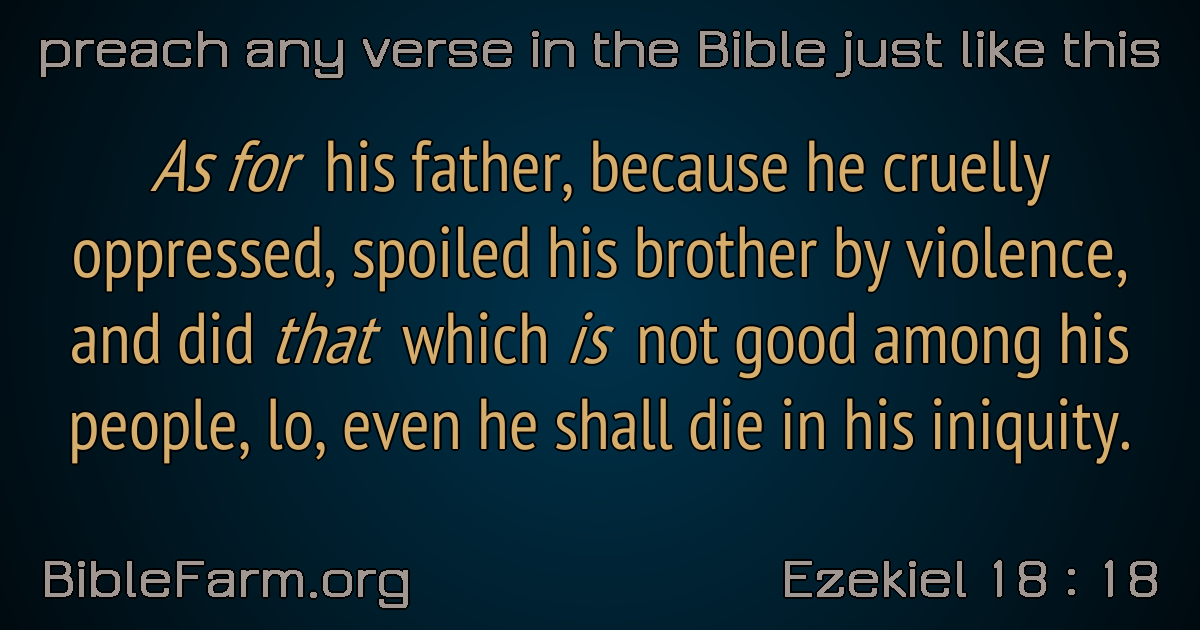 preach any verse in the Bible just like this
As for his father, because he cruelly
oppressed, spoiled his brother by violence,
and did that which is not good among his
people, lo, even he shall die in his iniquity.
BibleFarm.org
Ezekiel 18 : 18